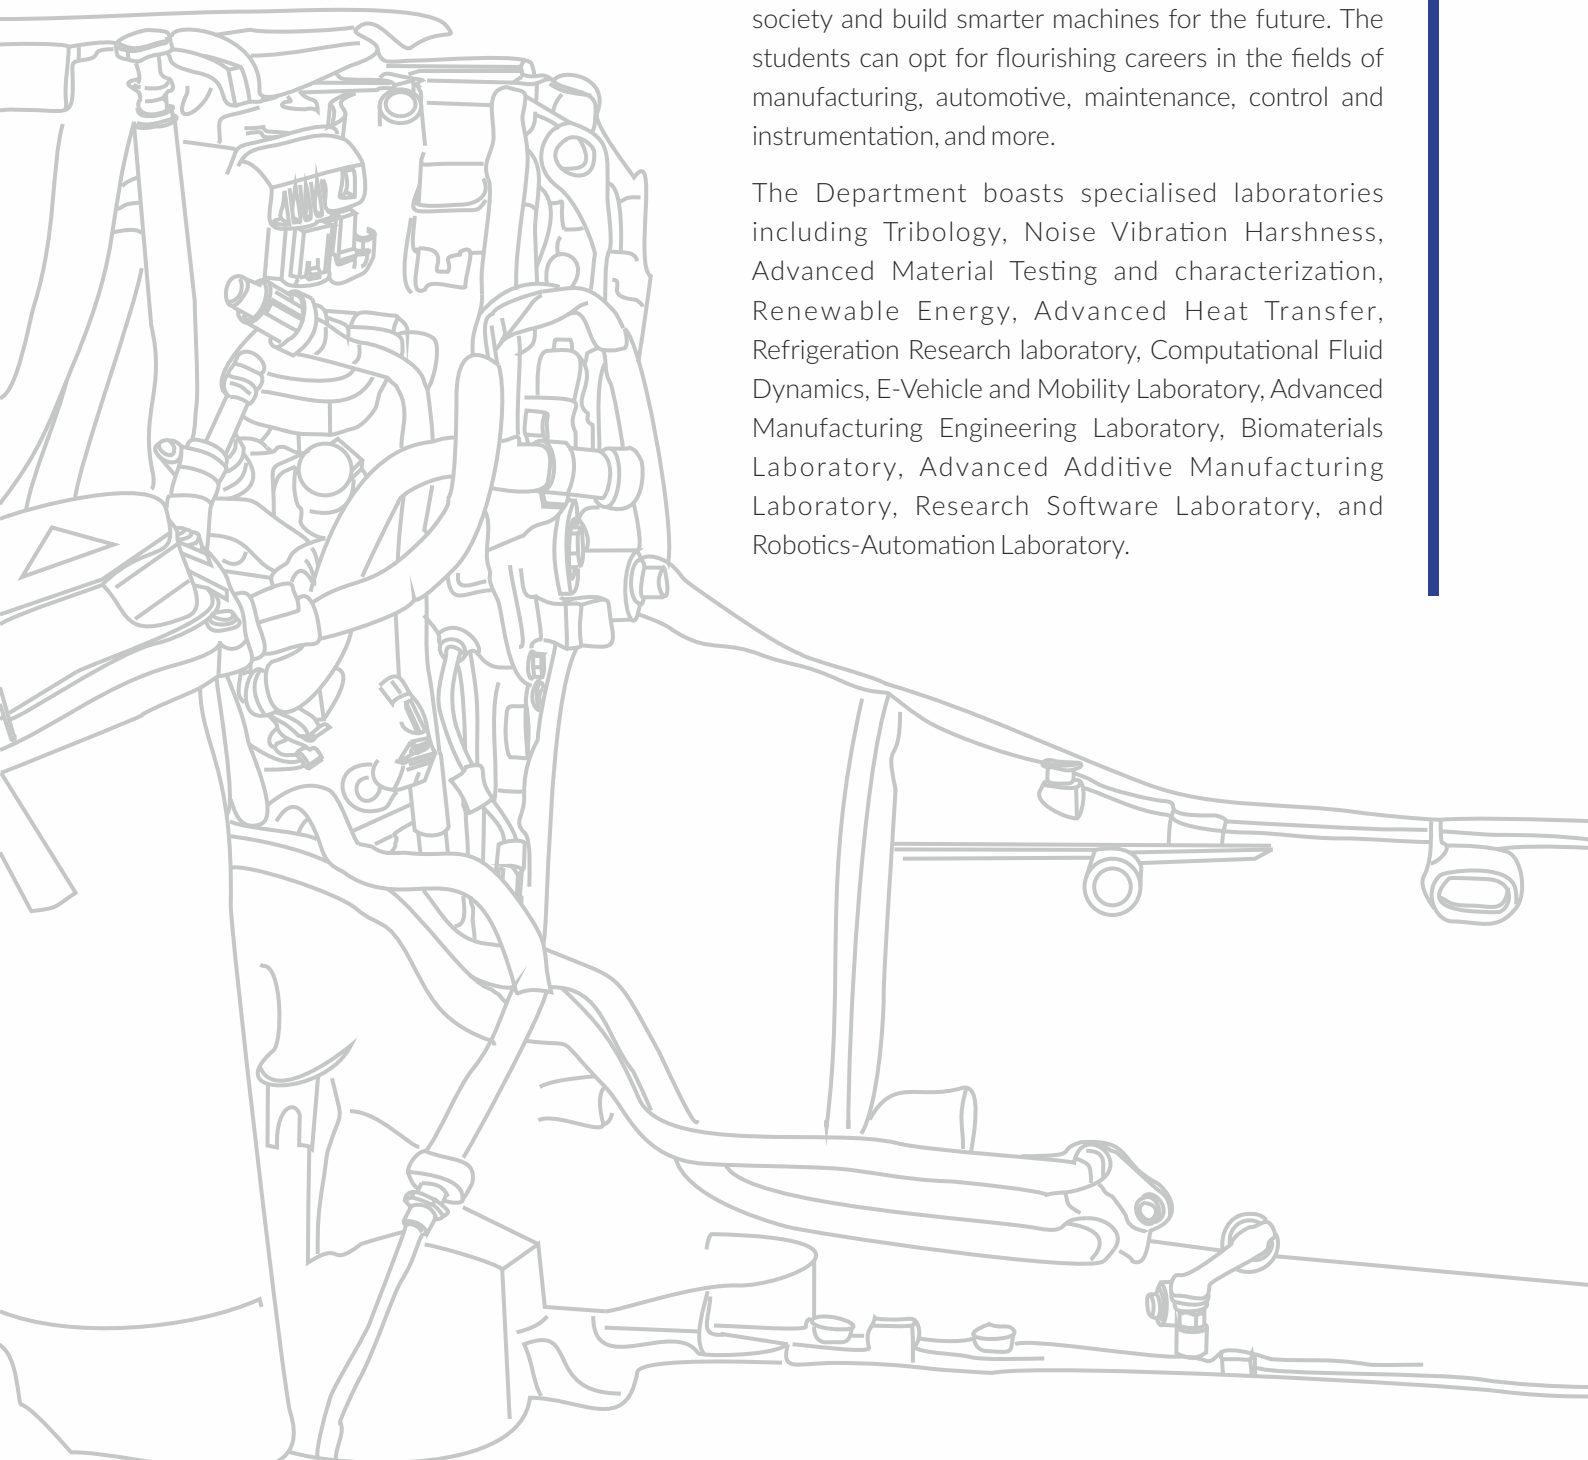 society and build smarter machines for the future. The
students can opt for flourishing careers in the fields of
manufacturing, automotive, maintenance, control and
instrumentation, and more.
The Department boasts specialised laboratories
including Tribology, Noise Vibration Harshness,
Advanced Material Testing and characterization,
Renewable Energy, Advanced Heat Transfer,
Refrigeration Research laboratory, Computational Fluid
Dynamics, E-Vehicle and Mobility Laboratory, Advanced
Manufacturing Engineering Laboratory, Biomaterials
Laboratory, Advanced Additive Manufacturing
Laboratory, Research Software Laboratory, and
Robotics-Automation Laboratory.